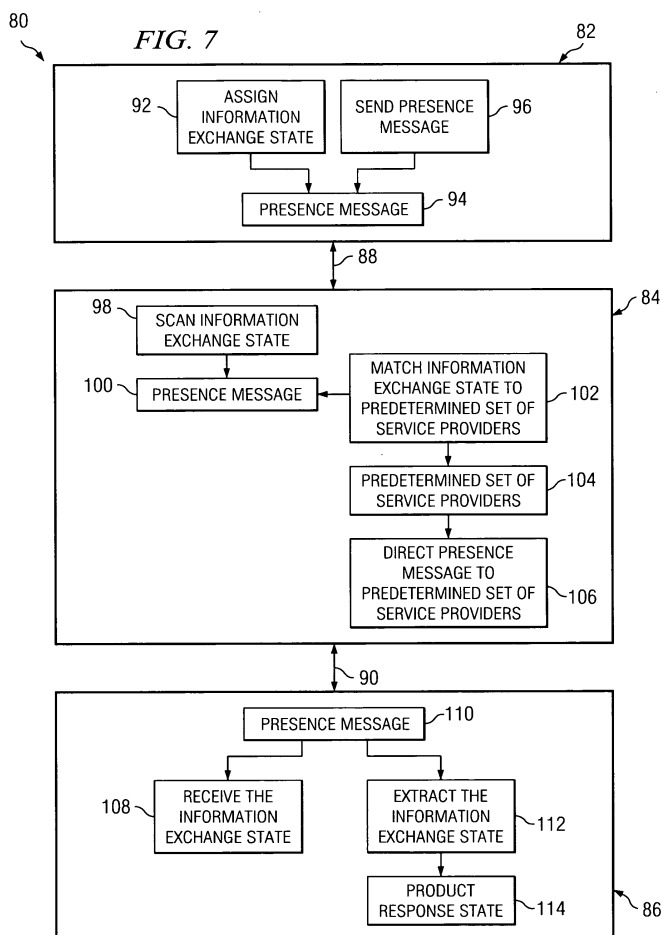 80
FIG. 7
82
92
ASSIGN
INFORMATION
EXCHANGE STATE
SEND PRESENCE
MESSAGE
96
PRESENCE MESSAGE
94
88
84
98
SCAN INFORMATION
EXCHANGE STATE
100
PRESENCE MESSAGE
MATCH INFORMATION
EXCHANGE STATE TO
PREDETERMINED SET OF
SERVICE PROVIDERS
102
PREDETERMINED SET OF
SERVICE PROVIDERS
104
DIRECT PRESENCE
MESSAGE TO
PREDETERMINED SET OF
SERVICE PROVIDERS
106
90
PRESENCE MESSAGE
110
108
RECEIVE THE
INFORMATION
EXCHANGE STATE
EXTRACT THE
INFORMATION
EXCHANGE STATE
112
PRODUCT
RESPONSE STATE
114
86